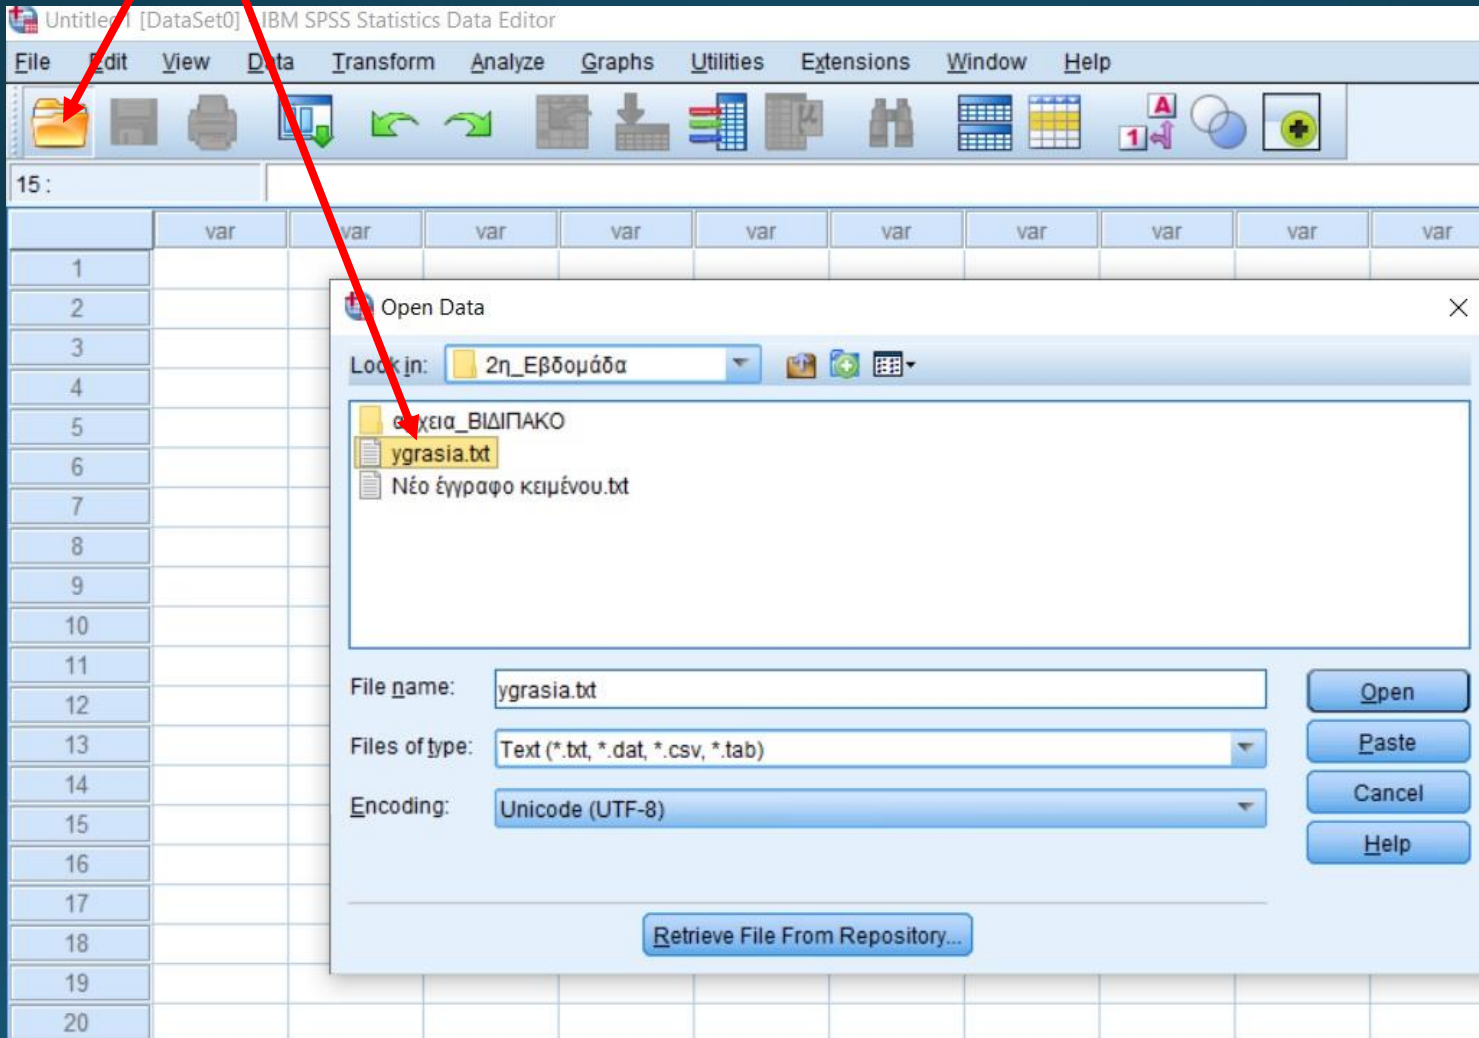 Untitled1 [DataSet0] - IBM SPSS Statistics Data Editor
File Edit View Data Transform Analyze Graphs Utilities Extensions Window Help
A
1
μ
15 :
var var var var var var var var var var
1
2
3
4
5
6
7
8
9
10
11
12
13
14
15
16
17
18
19
20
Open Data
Look in: 2η_Εβδομάδα
αρχεια_ΒΙΔΙΠΑΚΟ
ygrasia.txt
Νέο έγγραφο κειμένου.txt
File name: ygrasia.txt Open
Files of type: Text (*.txt, *.dat, *.csv, *.tab) Paste
Encoding: Unicode (UTF-8) Cancel
Help
Retrieve File From Repository...